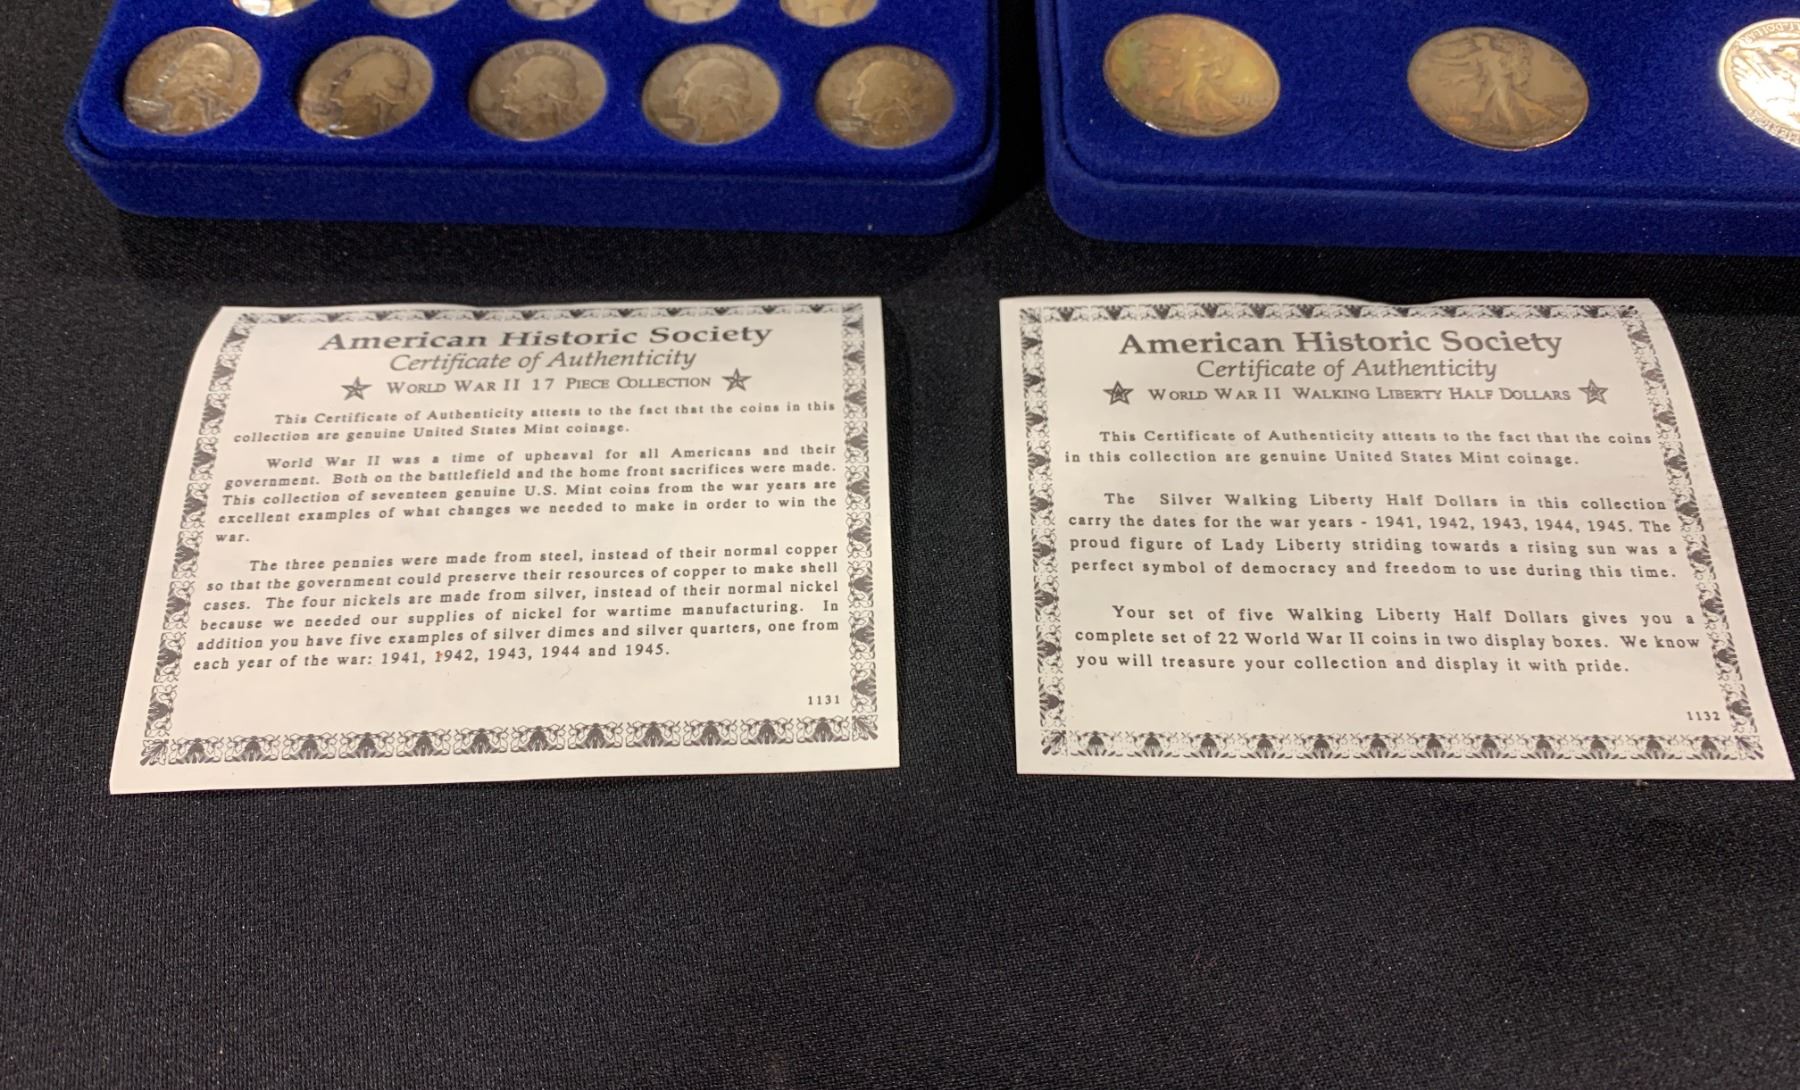 American Historic Society
Certificate of Authenticity
WORLD WAR II 17 PIECE COLLECTION
This Certificate of Authenticity attests to the fact that the coins in this
collection are genuine United States Mint coinage.
World War II was a time of upheaval for all Americans and their
government. Both on the battlefield and the home front sacrifices were made.
This collection of seventeen genuine U.S. Mint coins from the war years are
excellent examples of what changes we needed to make in order to win the
war.
The three pennies were made from steel, instead of their normal copper
so that the government could preserve their resources of copper to make shell
cases. The four nickels are made from silver, instead of their normal nickel
because we needed our supplies of nickel for wartime manufacturing. In
addition you have five examples of silver dimes and silver quarters, one from
each year of the war: 1941, 1942, 1943, 1944 and 1945.
1131
American Historic Society
Certificate of Authenticity
WORLD WAR II WALKING LIBERTY HALF DOLLARS
This Certificate of Authenticity attests to the fact that the coins
in this collection are genuine United States Mint coinage.
The Silver Walking Liberty Half Dollars in this collection
carry the dates for the war years - 1941, 1942, 1943, 1944, 1945. The
proud figure of Lady Liberty striding towards a rising sun was a
perfect symbol of democracy and freedom to use during this time.
Your set of five Walking Liberty Half Dollars gives you a
complete set of 22 World War II coins in two display boxes. We know
you will treasure your collection and display it with pride.
1132